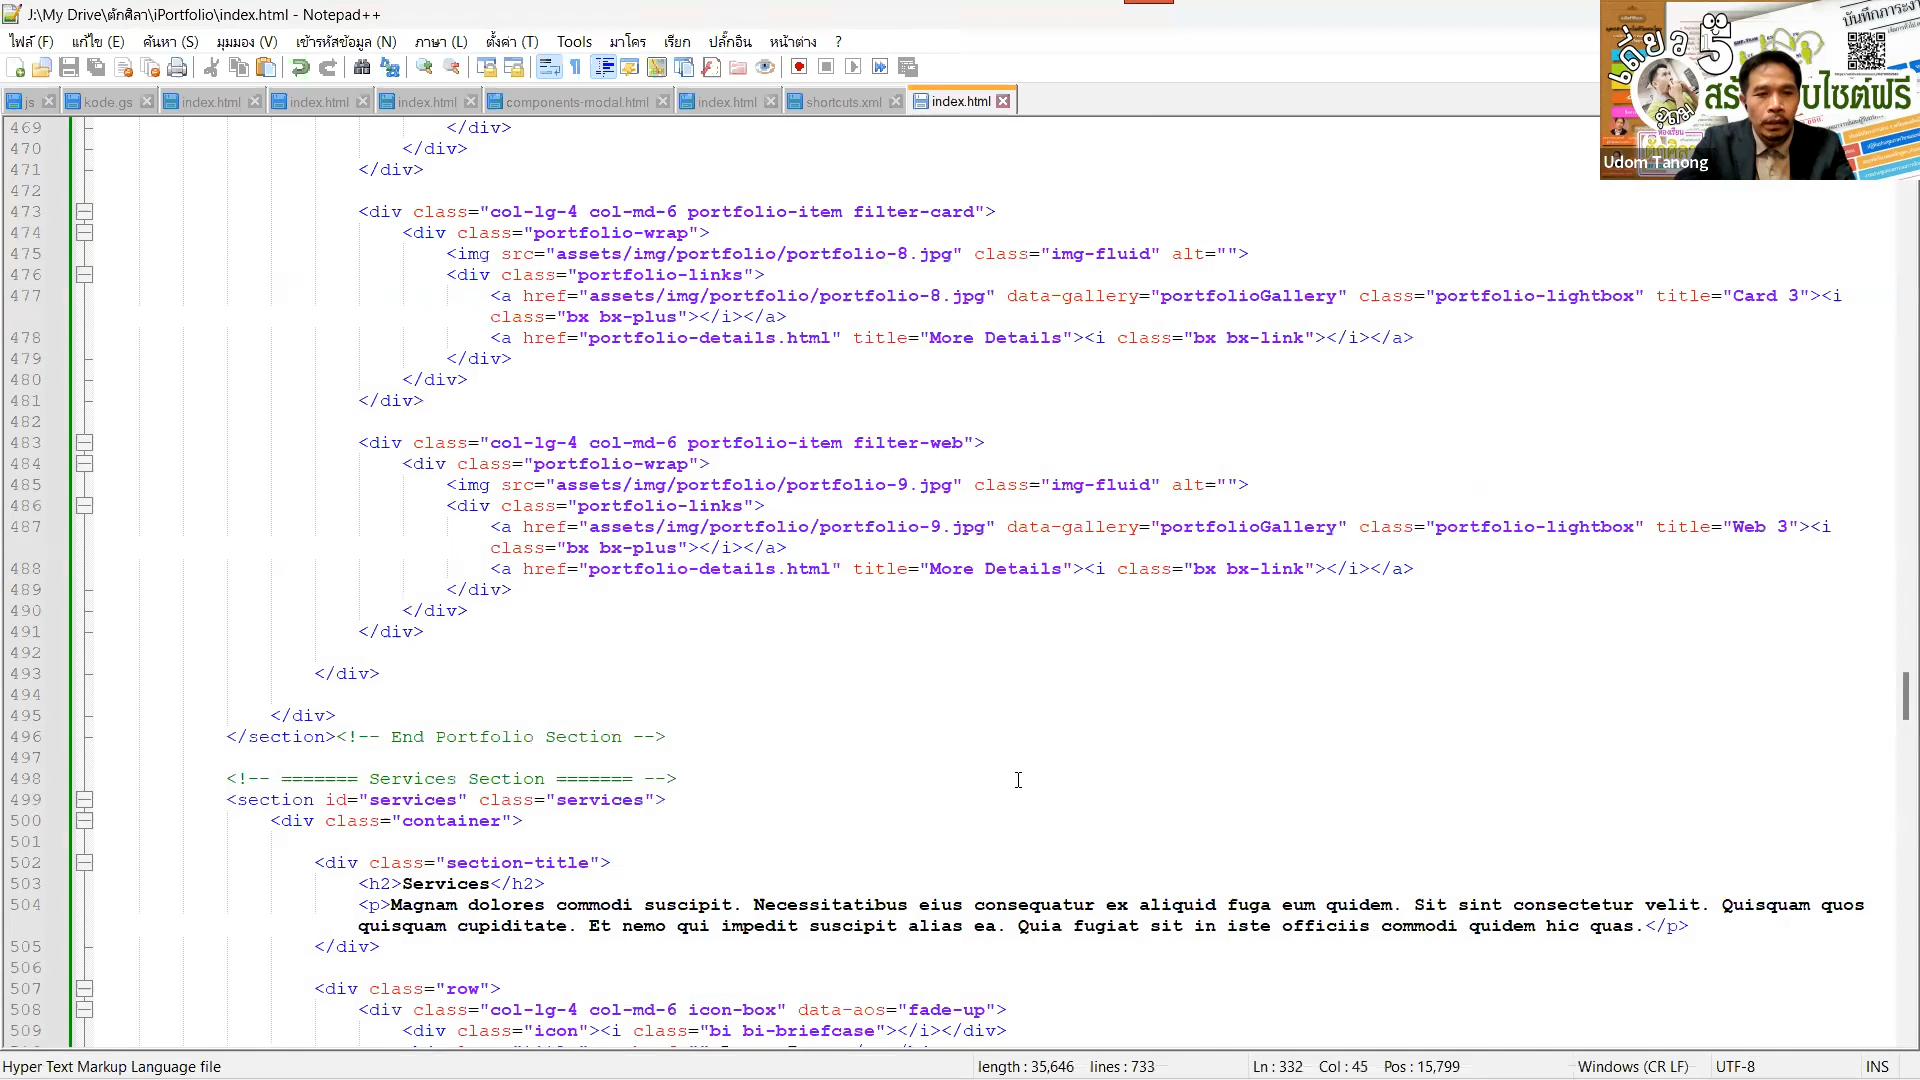 J:\My Drive\ตักศิลา\iPortfolio\index.html - Notepad++
ไฟล์ (F) แก้ไข (E) ค้นหา (S) มุมมอง (V) เข้ารหัสข้อมูล (N) ภาษา (L) ตั้งค่า (T) Tools มาโคร เรียก ปลั๊กอิน หน้าต่าง ?
js kode.gs index.html index.html index.html components-modal.html index.html shortcuts.xml index.html
เดี่ยว 5
บันทึกภาระงา
Udom Tanong
469 </div>
470 </div>
471 </div>
472
473 <div class="col-lg-4 col-md-6 portfolio-item filter-card">
474 <div class="portfolio-wrap">
475 <img src="assets/img/portfolio/portfolio-8.jpg" class="img-fluid" alt="">
476 <div class="portfolio-links">
477 <a href="assets/img/portfolio/portfolio-8.jpg" data-gallery="portfolioGallery" class="portfolio-lightbox" title="Card 3"><i
class="bx bx-plus"></i></a>
478 <a href="portfolio-details.html" title="More Details"><i class="bx bx-link"></i></a>
479 </div>
480 </div>
481 </div>
482
483 <div class="col-lg-4 col-md-6 portfolio-item filter-web">
484 <div class="portfolio-wrap">
485 <img src="assets/img/portfolio/portfolio-9.jpg" class="img-fluid" alt="">
486 <div class="portfolio-links">
487 <a href="assets/img/portfolio/portfolio-9.jpg" data-gallery="portfolioGallery" class="portfolio-lightbox" title="Web 3"><i
class="bx bx-plus"></i></a>
488 <a href="portfolio-details.html" title="More Details"><i class="bx bx-link"></i></a>
489 </div>
490 </div>
491 </div>
492
493 </div>
494
495 </div>
496 </section><!-- End Portfolio Section -->
497
498 <!-- ======= Services Section ======= -->
499 <section id="services" class="services">
500 <div class="container">
501
502 <div class="section-title">
503 <h2>Services</h2>
504 <p>Magnam dolores commodi suscipit. Necessitatibus eius consequatur ex aliquid fuga eum quidem. Sit sint consectetur velit. Quisquam quos
quisquam cupiditate. Et nemo qui impedit suscipit alias ea. Quia fugiat sit in iste officiis commodi quidem hic quas.</p>
505 </div>
506
507 <div class="row">
508 <div class="col-lg-4 col-md-6 icon-box" data-aos="fade-up">
509 <div class="icon"><i class="bi bi-briefcase"></i></div>
Hyper Text Markup Language file length : 35,646 lines : 733 Ln : 332 Col : 45 Pos : 15,799 Windows (CR LF) UTF-8 INS